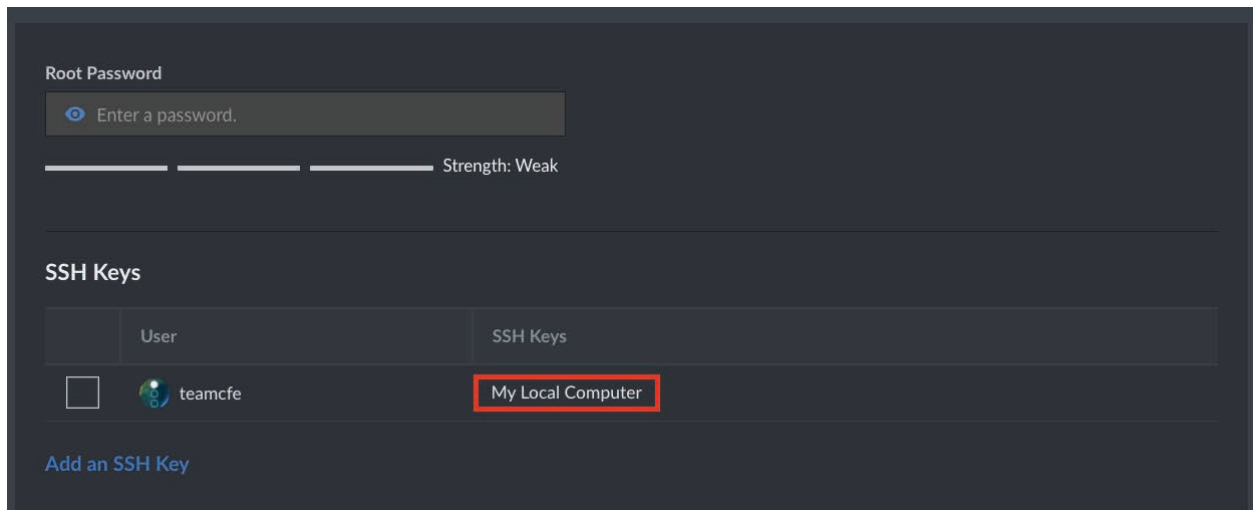 Root Password
Enter a password.
Strength: Weak
SSH Keys
User SSH Keys
teamcfe My Local Computer
Add an SSH Key